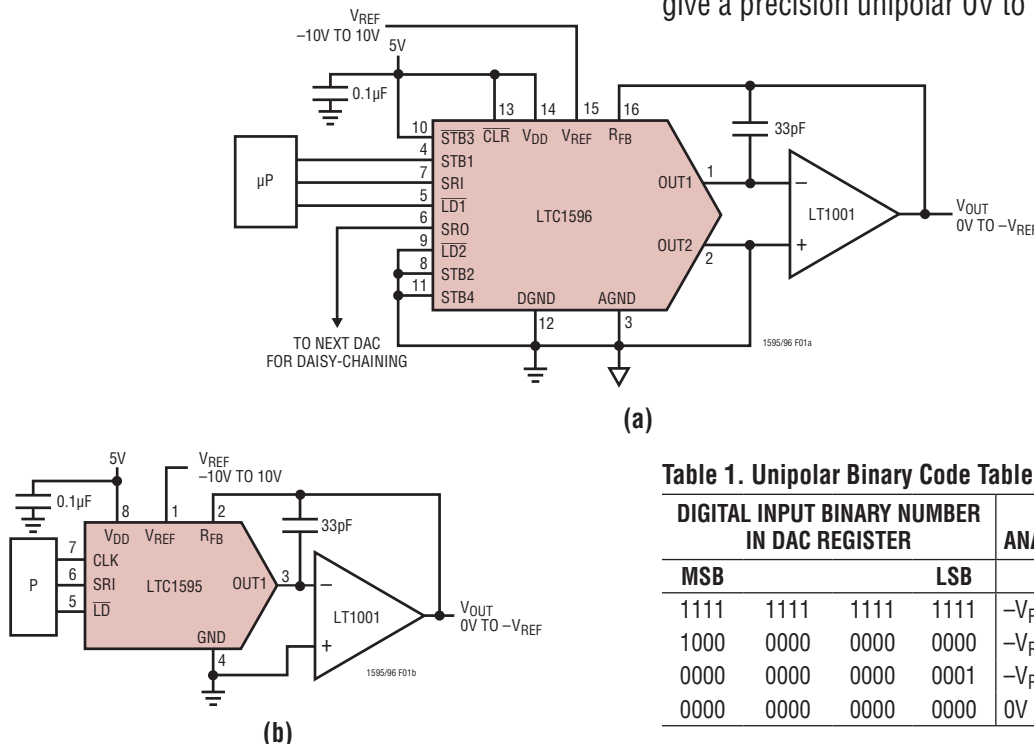 give a precision unipolar 0V to
VREF
–10V TO 10V
5V
0.1µF
13 14 15 16
33pF
10 STB3 CLR VDD VREF RFB
4 STB1
µP
7 SRI
OUT1 1
–
5 LD1
LTC1596
LT1001
VOUT
0V TO –VREF
6 SRO
9 LD2
OUT2 2
+
8 STB2
11 STB4
DGND AGND
12 3
1595/96 F01a
TO NEXT DAC
FOR DAISY-CHAINING
(a)
5V
VREF
–10V TO 10V
0.1µF
8 1 2
33pF
VDD VREF RFB
7 CLK
P
6 SRI
LTC1595
OUT1 3
–
5 LD
LT1001
VOUT
0V TO –VREF
GND
+
4
1595/96 F01b
(b)
Table 1. Unipolar Binary Code Table
DIGITAL INPUT BINARY NUMBER
IN DAC REGISTER
MSB LSB
1111 1111 1111 1111
1000 0000 0000 0000
0000 0000 0000 0001
0000 0000 0000 0000 0V